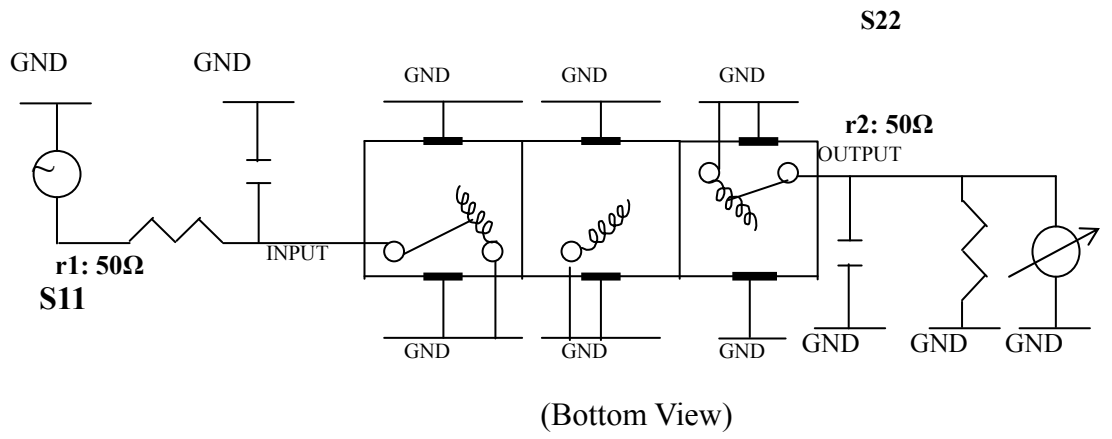 S22
GND GND GND GND GND
r2: 50Ω
OUTPUT
INPUT
r1: 50Ω
S11
GND GND GND GND GND GND
(Bottom View)